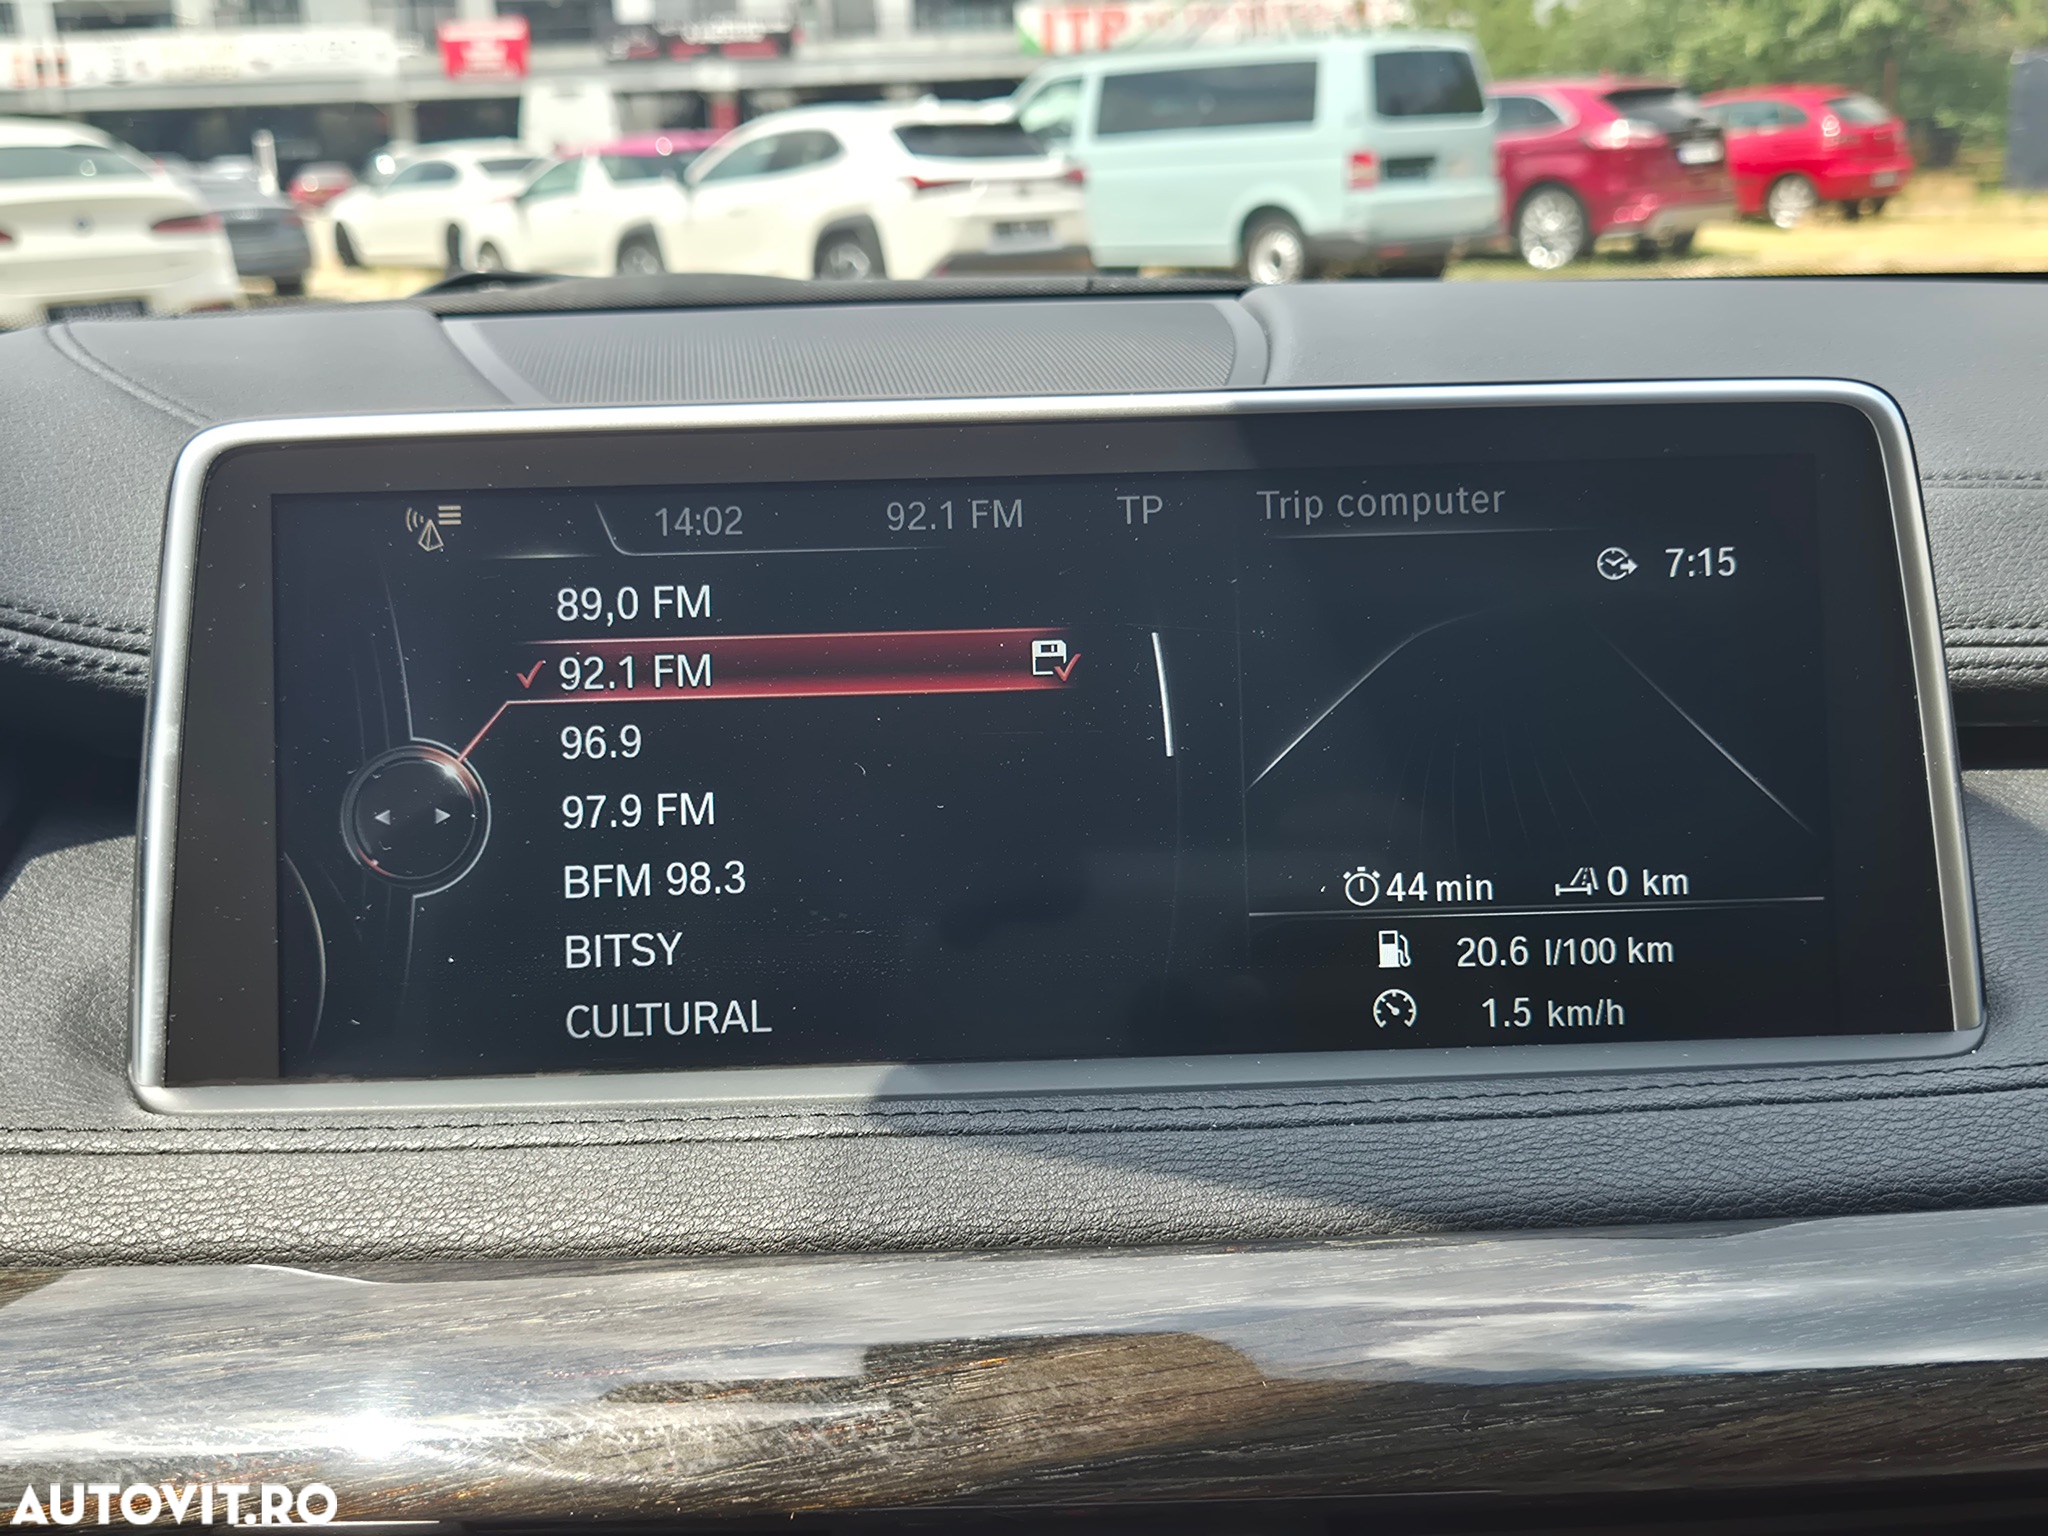 ITP
14:02
92.1 FM
TP
Trip computer
7:15
89,0 FM
92.1 FM
96.9
97.9 FM
BFM 98.3
BITSY
CULTURAL
44 min
0 km
20.6 l/100 km
1.5 km/h
AUTOVIT.RO